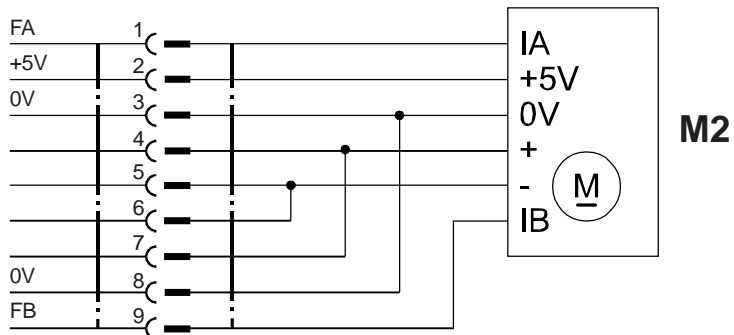 FA 1 IA
+5V 2 +5V
0V 3 0V
4 +
5 -
6 IB
7
0V 8
FB 9
M
M2